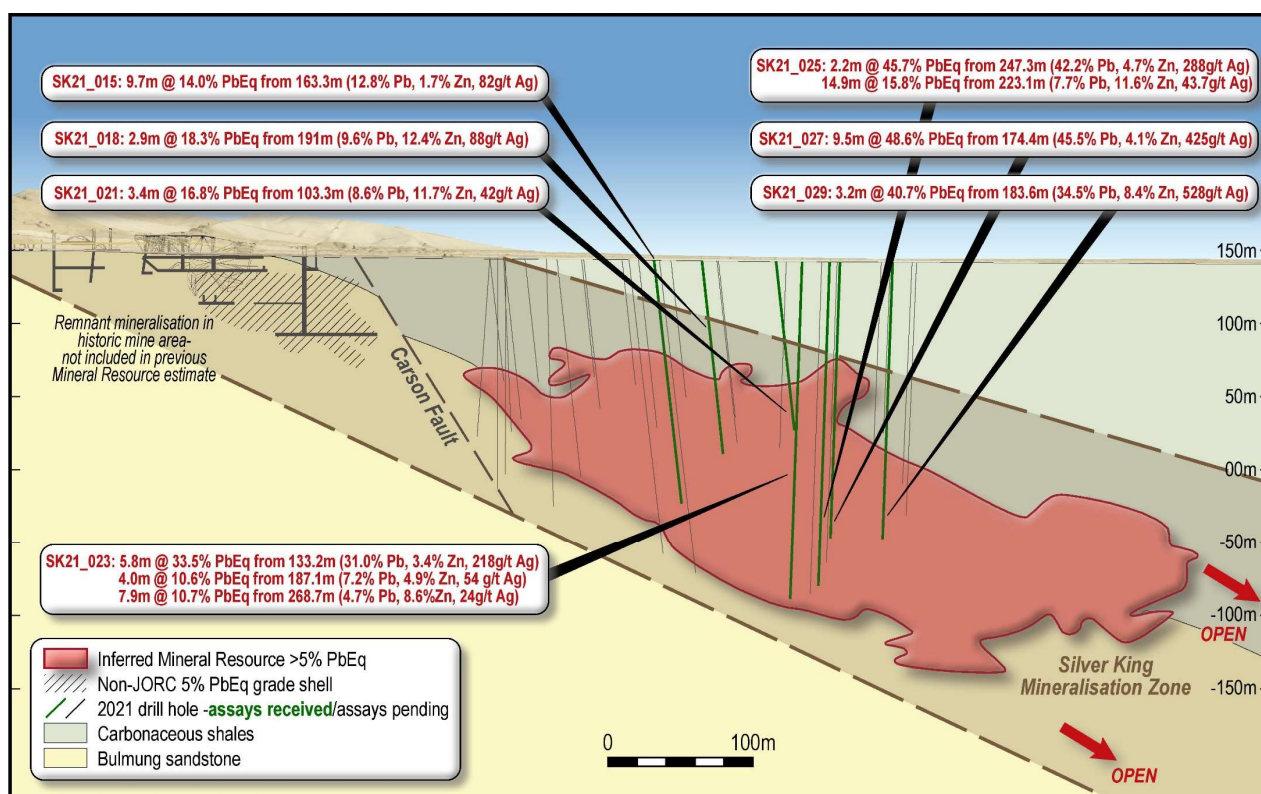 SK21_015: 9.7m @ 14.0% PbEq from 163.3m (12.8% Pb, 1.7% Zn, 82g/t Ag)
SK21_018: 2.9m @ 18.3% PbEq from 191m (9.6% Pb, 12.4% Zn, 88g/t Ag)
SK21_021: 3.4m @ 16.8% PbEq from 103.3m (8.6% Pb, 11.7% Zn, 42g/t Ag)
SK21_025: 2.2m @ 45.7% PbEq from 247.3m (42.2% Pb, 4.7% Zn, 288g/t Ag)
14.9m @ 15.8% PbEq from 223.1m (7.7% Pb, 11.6% Zn, 43.7g/t Ag)
SK21_027: 9.5m @ 48.6% PbEq from 174.4m (45.5% Pb, 4.1% Zn, 425g/t Ag)
SK21_029: 3.2m @ 40.7% PbEq from 183.6m (34.5% Pb, 8.4% Zn, 528g/t Ag)
150m
100m
50m
00m
-50m
-100m
-150m
Remnant mineralisation in
historic mine area-
not included in previous
Mineral Resource estimate
Carson Fault
SK21_023: 5.8m @ 33.5% PbEq from 133.2m (31.0% Pb, 3.4% Zn, 218g/t Ag)
4.0m @ 10.6% PbEq from 187.1m (7.2% Pb, 4.9% Zn, 54 g/t Ag)
7.9m @ 10.7% PbEq from 268.7m (4.7% Pb, 8.6%Zn, 24g/t Ag)
OPEN
Silver King
Mineralisation Zone
OPEN
Inferred Mineral Resource >5% PbEq
Non-JORC 5% PbEq grade shell
2021 drill hole -assays received/assays pending
Carbonaceous shales
Bulmung sandstone
0 100m